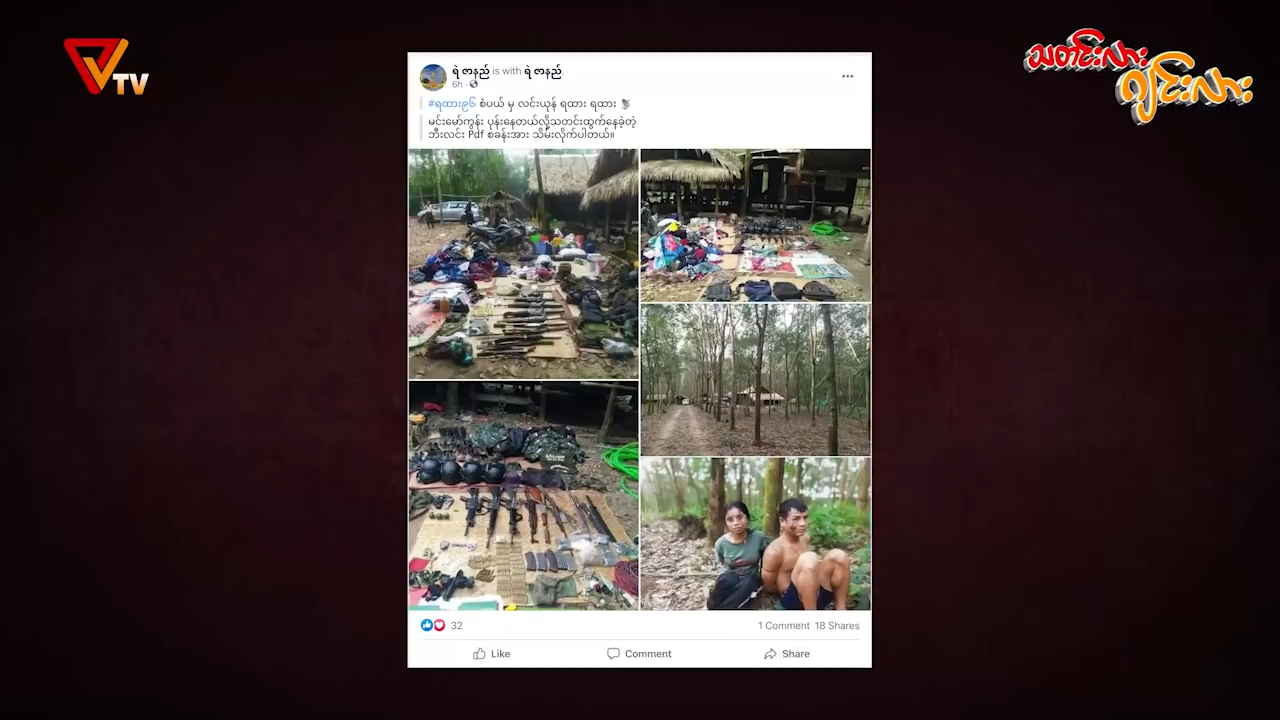 TV
သတင်းလား
ဂျင်းလား
ရဲ ဇာနည် is with ရဲ ဇာနည်.
6h
#ရထား၉၆ စံပယ် မှ လင်းယုန် ရထား ရထား
မင်းမော်ကွန်း ပုန်းနေတယ်လို့သတင်းထွက်နေခဲ့တဲ့
ဘီးလင်း Pdf စခန်းအား သိမ်းလိုက်ပါတယ်။
32
1 Comment 18 Shares
Like
Comment
Share